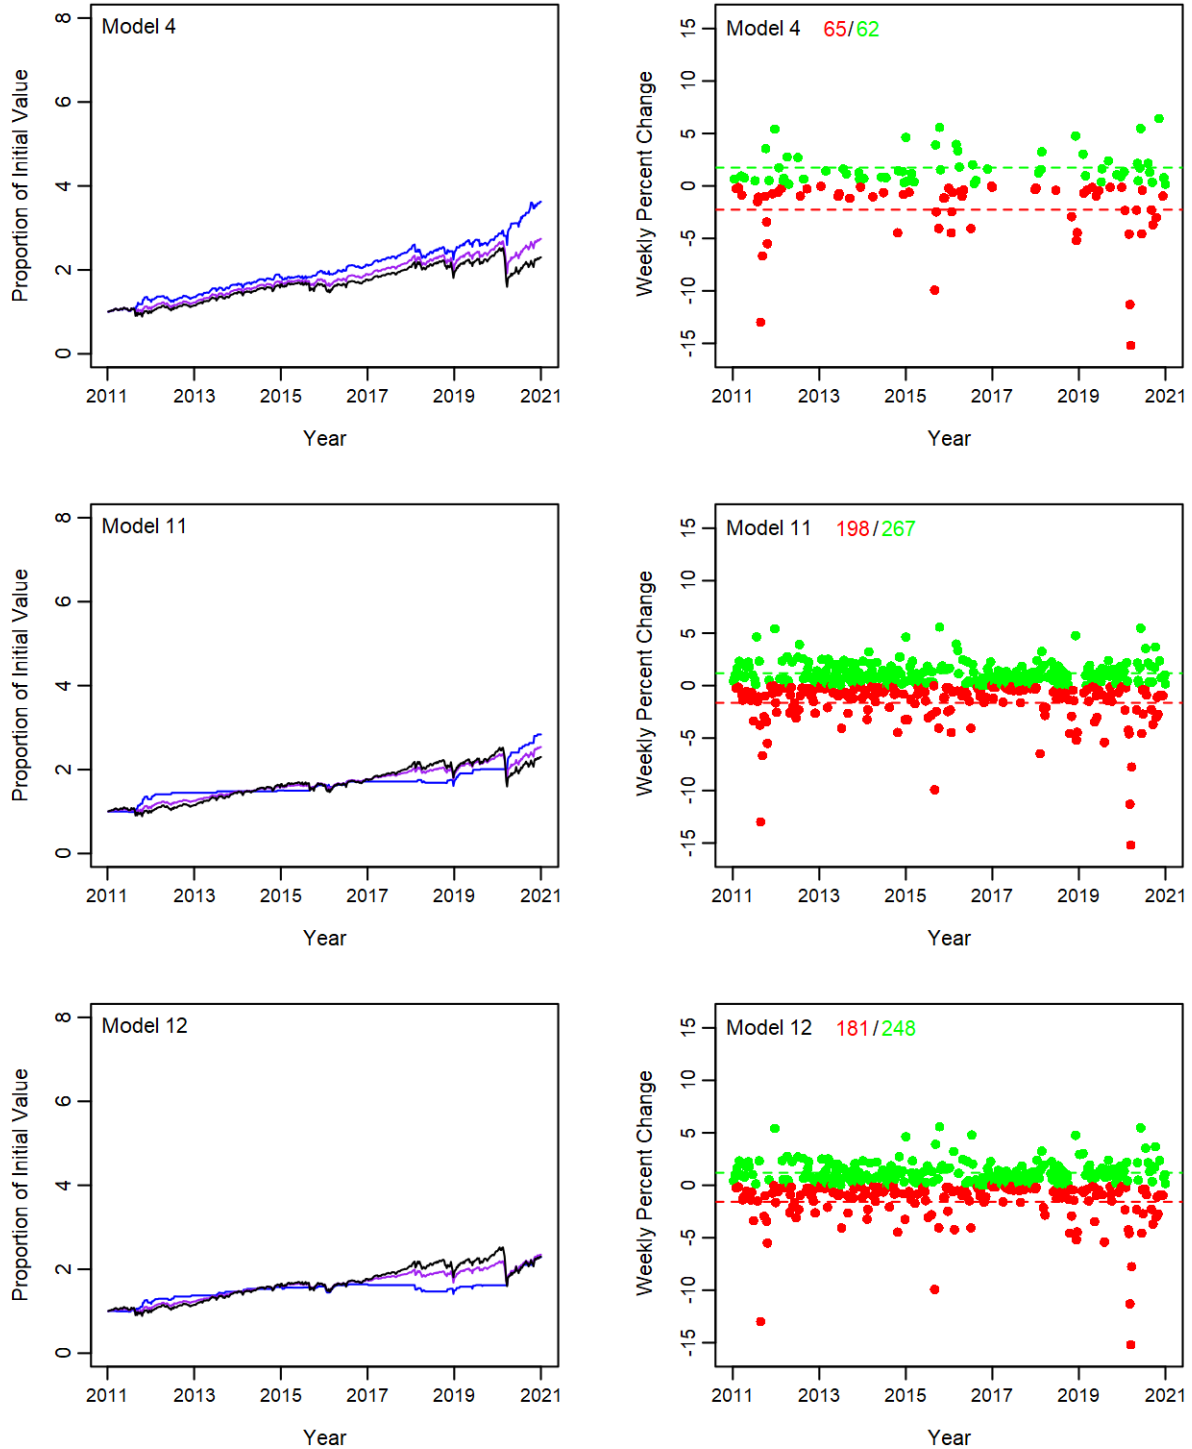 Model 4
Proportion of Initial Value
8
6
4
2
0
2011 2013 2015 2017 2019 2021
Year
Model 4 65/62
Weekly Percent Change
15
10
5
0
-5
-10
-15
2011 2013 2015 2017 2019 2021
Year
Model 11
Proportion of Initial Value
8
6
4
2
0
2011 2013 2015 2017 2019 2021
Year
Model 11 198/267
Weekly Percent Change
15
10
5
0
-5
-10
-15
2011 2013 2015 2017 2019 2021
Year
Model 12
Proportion of Initial Value
8
6
4
2
0
2011 2013 2015 2017 2019 2021
Year
Model 12 181/248
Weekly Percent Change
15
10
5
0
-5
-10
-15
2011 2013 2015 2017 2019 2021
Year